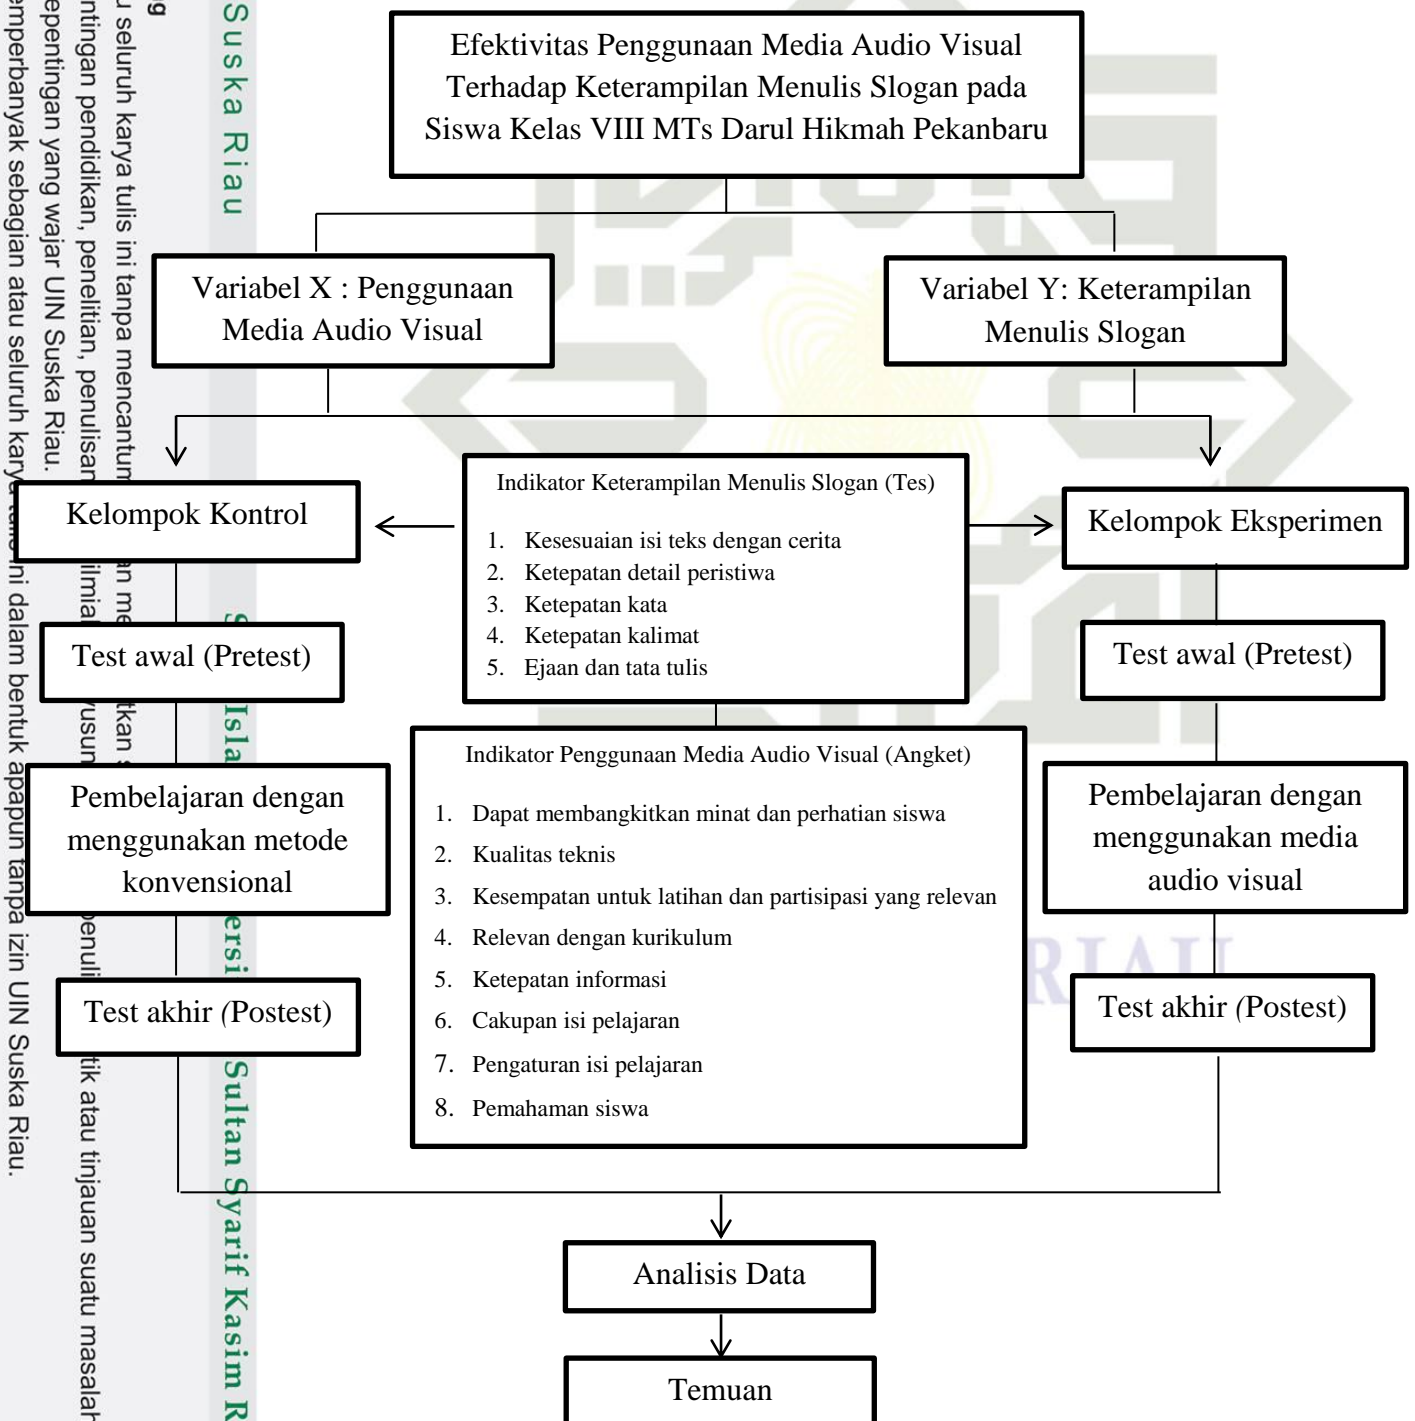 Efektivitas Penggunaan Media Audio Visual
Terhadap Keterampilan Menulis Slogan pada
Siswa Kelas VIII MTs Darul Hikmah Pekanbaru
Variabel X : Penggunaan
Media Audio Visual
Variabel Y: Keterampilan
Menulis Slogan
Kelompok Kontrol
Indikator Keterampilan Menulis Slogan (Tes)
1. Kesesuaian isi teks dengan cerita
2. Ketepatan detail peristiwa
3. Ketepatan kata
4. Ketepatan kalimat
5. Ejaan dan tata tulis
Kelompok Eksperimen
Test awal (Pretest)
Test awal (Pretest)
Indikator Penggunaan Media Audio Visual (Angket)
1. Dapat membangkitkan minat dan perhatian siswa
2. Kualitas teknis
3. Kesempatan untuk latihan dan partisipasi yang relevan
4. Relevan dengan kurikulum
5. Ketepatan informasi
6. Cakupan isi pelajaran
7. Pengaturan isi pelajaran
8. Pemahaman siswa
Pembelajaran dengan
menggunakan metode
konvensional
Pembelajaran dengan
menggunakan media
audio visual
Test akhir (Postest)
Test akhir (Postest)
Analisis Data
Temuan
Suska Riau
Sultan Syarif Kasim R
seluruh karya tulis ini tanpa
ntingan pendidikan, penelitian, penulisan
ilmiah
tik atau tinjauan suatu masalah
epentingan yang wajar UIN Suska Riau.
emperbanyak sebagian atau seluruh karya
ini dalam bentuk apapun tanpa izin UIN Suska Riau.
RIAU